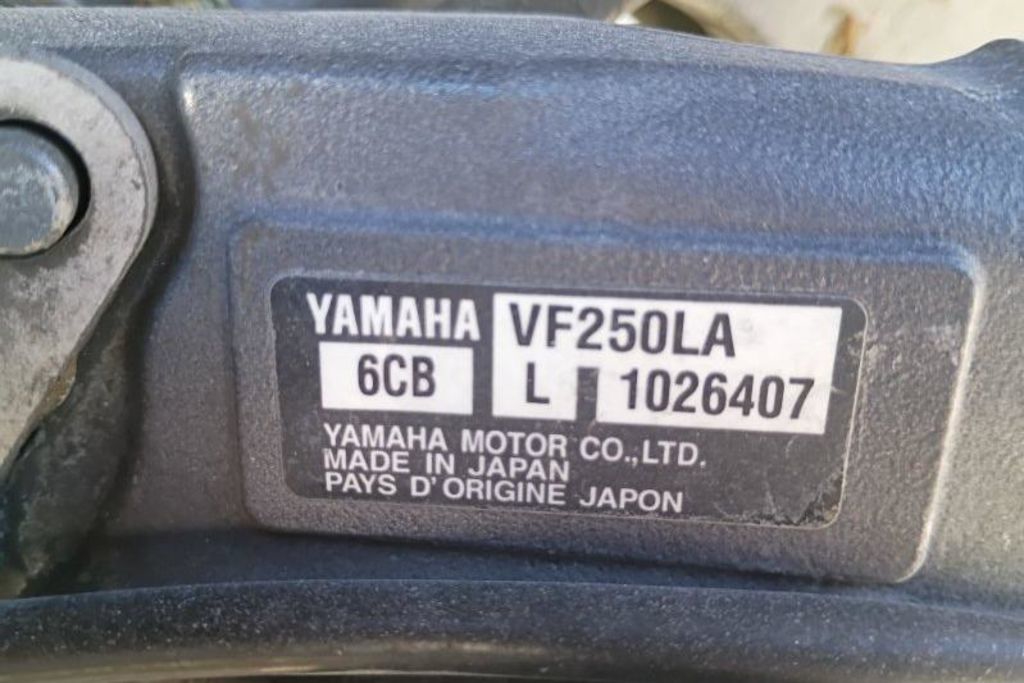 YAMAHA VF250LA
6CB L 1026407
YAMAHA MOTOR CO.,LTD.
MADE IN JAPAN
PAYS D'ORIGINE JAPON